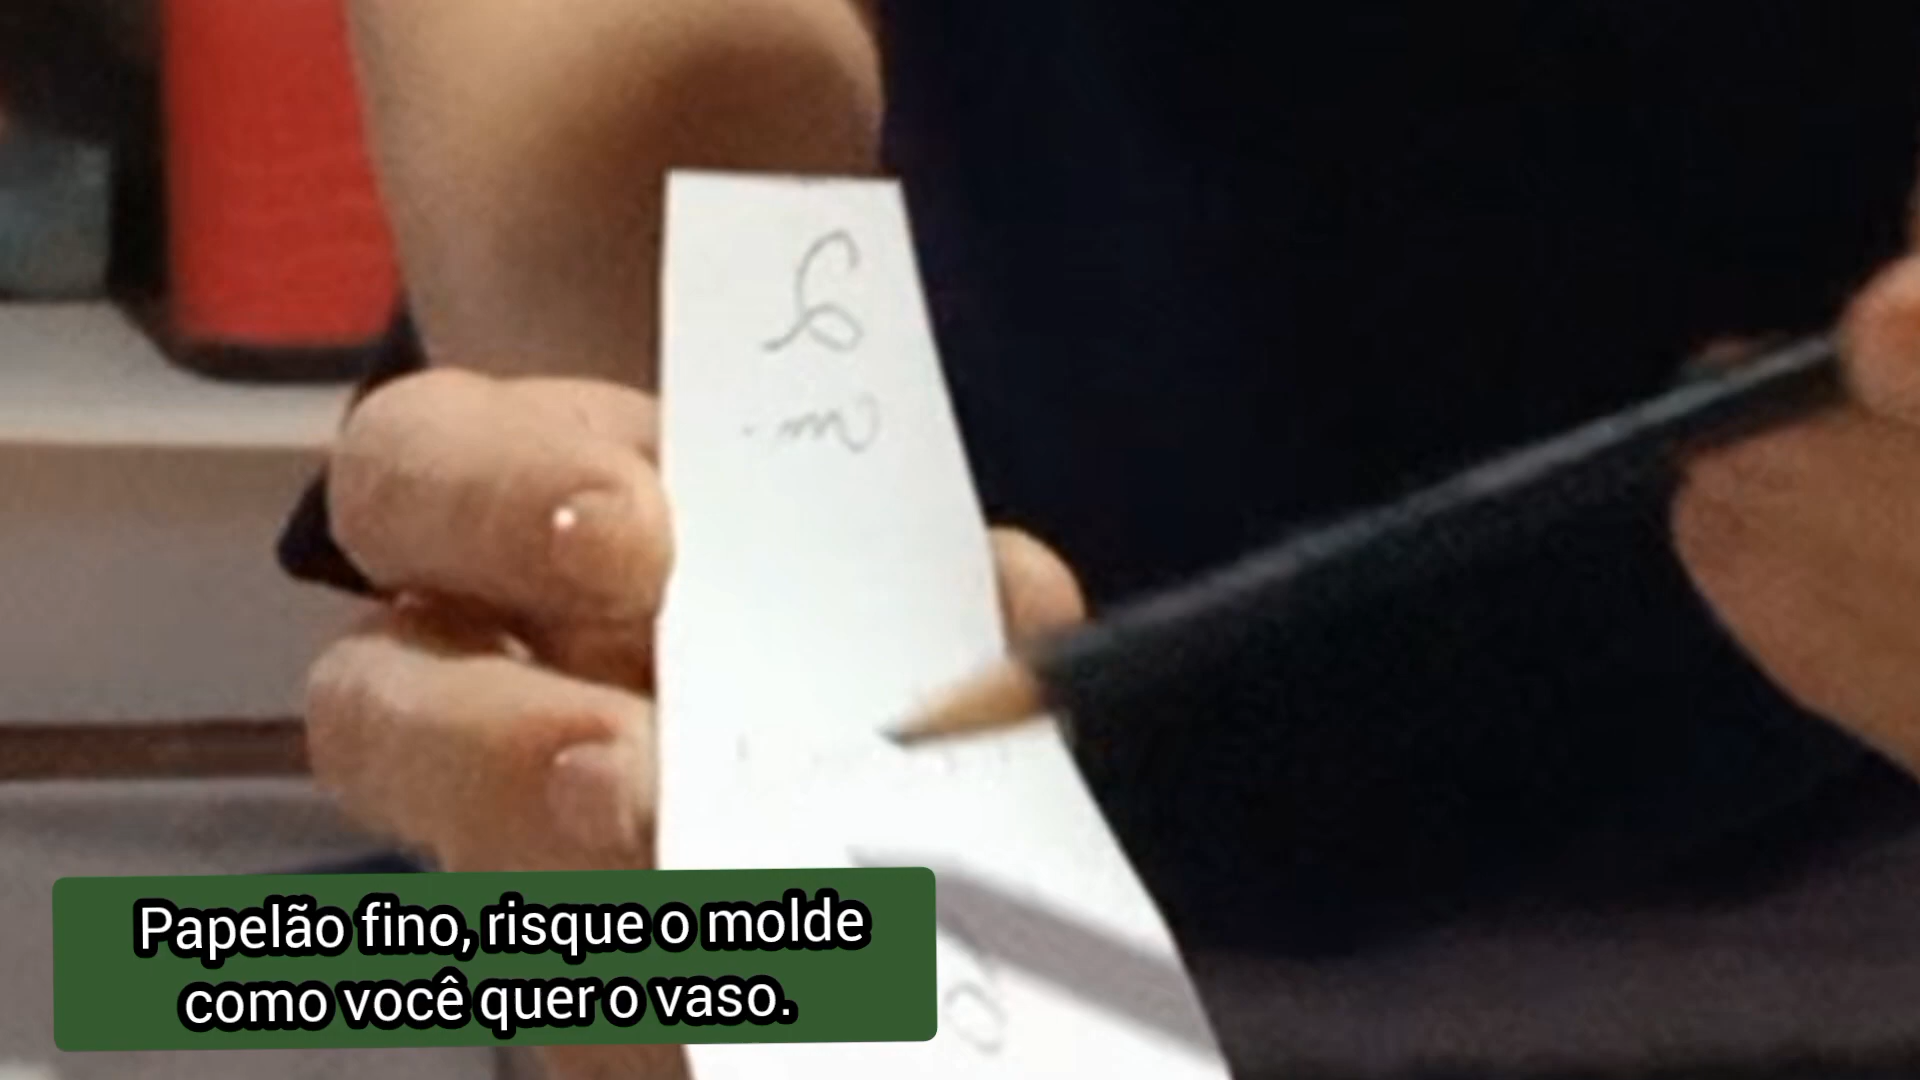 Papelão fino, risque o molde
como você quer o vaso.